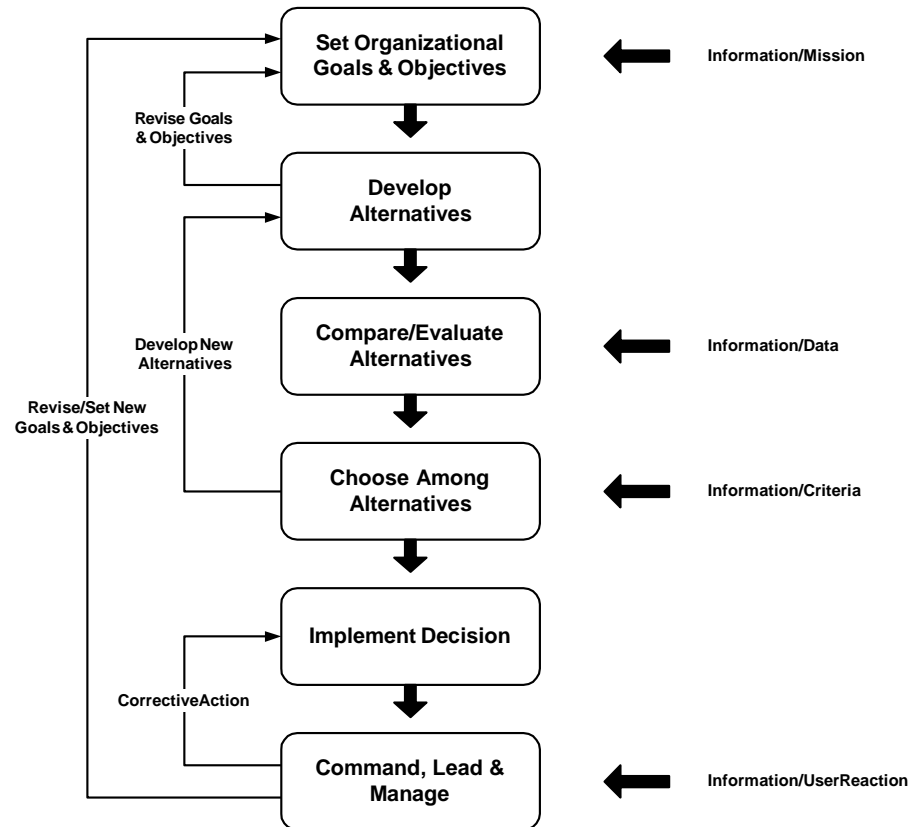 Set Organizational
Goals & Objectives
Information/Mission
Revise Goals
& Objectives
Develop
Alternatives
Compare/Evaluate
Alternatives
Information/Data
Develop New
Alternatives
Revise/Set New
Goals & Objectives
Choose Among
Alternatives
Information/Criteria
Implement Decision
CorrectiveAction
Command, Lead &
Manage
Information/UserReaction